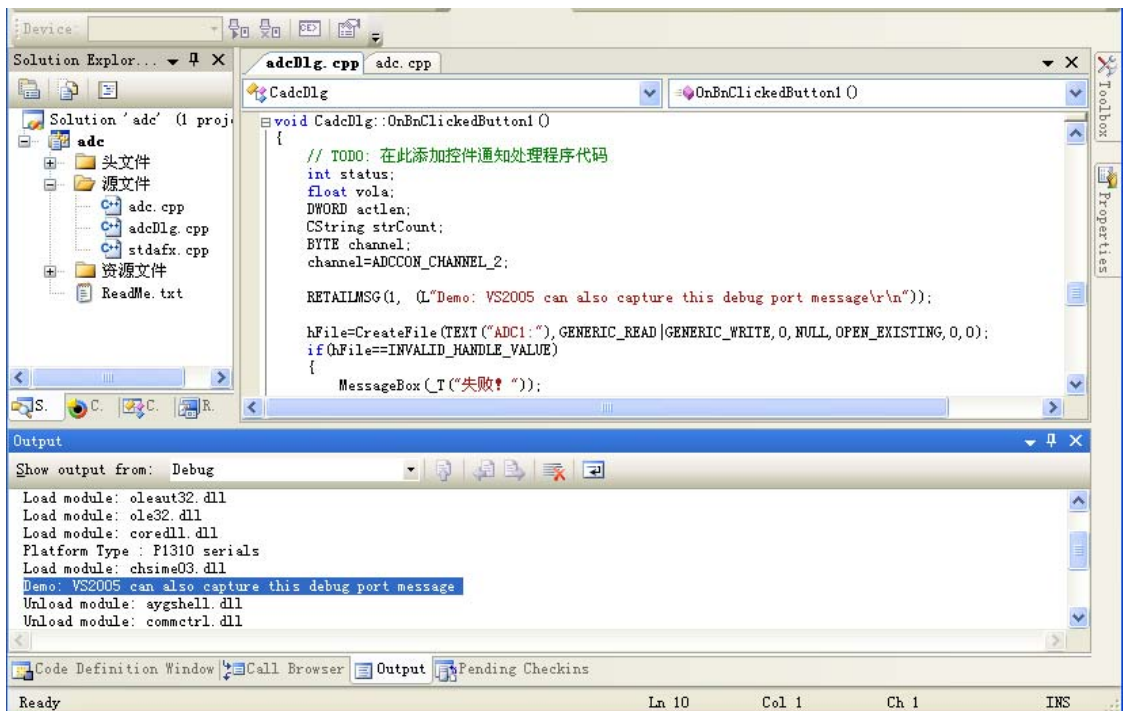 Device:
Solution Explor...
adcDlg.cpp adc.cpp
CadcDlg
OnBnClickedButton1()
Solution 'adc' (1 proj
adc
头文件
源文件
adc.cpp
adcDlg.cpp
stdafx.cpp
资源文件
ReadMe.txt
S. C. C. R.
void CadcDlg::OnBnClickedButton1()
{
// TODO: 在此添加控件通知处理程序代码
int status;
float vola;
DWORD actlen;
CString strCount;
BYTE channel;
channel=ADCCON_CHANNEL_2;
RETAILMSG(1, (L"Demo: VS2005 can also capture this debug port message\r\n"));
hFile=CreateFile(TEXT("ADC1:"),GENERIC_READ|GENERIC_WRITE,0,NULL,OPEN_EXISTING,0,0);
if(hFile==INVALID_HANDLE_VALUE)
{
MessageBox(_T("失败！"));
Toolbox
Properties
Output
Show output from: Debug
Load module: oleaut32.dll
Load module: ole32.dll
Load module: coredll.dll
Platform Type : P1310 serials
Load module: chsime03.dll
Demo: VS2005 can also capture this debug port message
Unload module: aygshell.dll
Unload module: commctrl.dll
Code Definition Window Call Browser Output Pending Checkins
Ready Ln 10 Col 1 Ch 1 INS